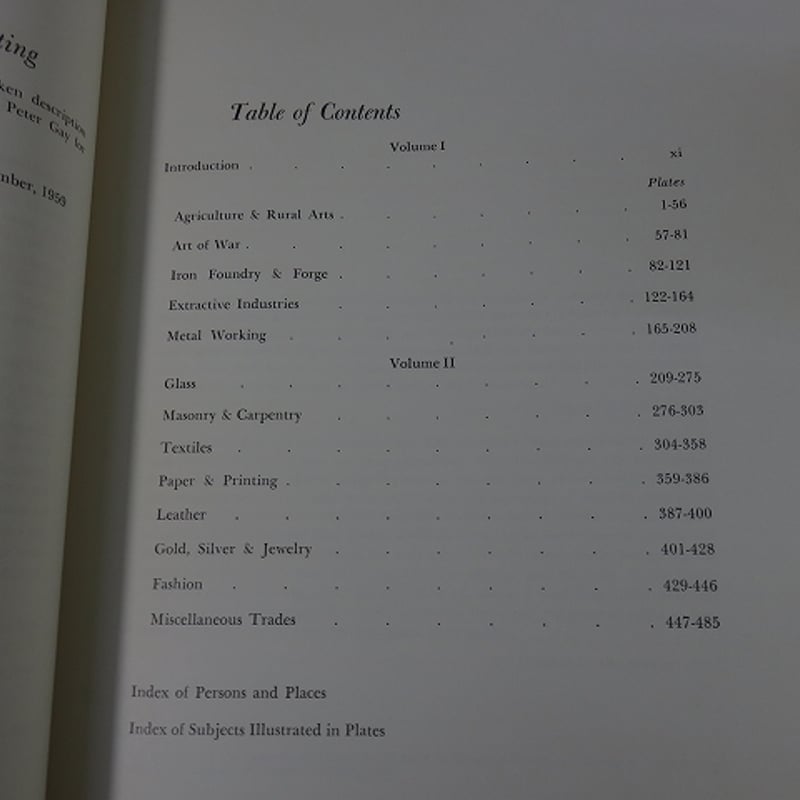 ting
ken description
Peter Gay for
mber, 1959
Table of Contents
Volume I
Introduction . . . . . . . . . xi
Plates
Agriculture & Rural Arts . . . . . . . 1-56
Art of War . . . . . . . . . 57-81
Iron Foundry & Forge . . . . . . . 82-121
Extractive Industries . . . . . . . 122-164
Metal Working . . . . . . . . 165-208
Volume II
Glass . . . . . . . . . 209-275
Masonry & Carpentry . . . . . . . 276-303
Textiles . . . . . . . . . 304-358
Paper & Printing . . . . . . . . 359-386
Leather . . . . . . . . . 387-400
Gold, Silver & Jewelry . . . . . . . 401-428
Fashion . . . . . . . . . 429-446
Miscellaneous Trades . . . . . . . 447-485
Index of Persons and Places
Index of Subjects Illustrated in Plates